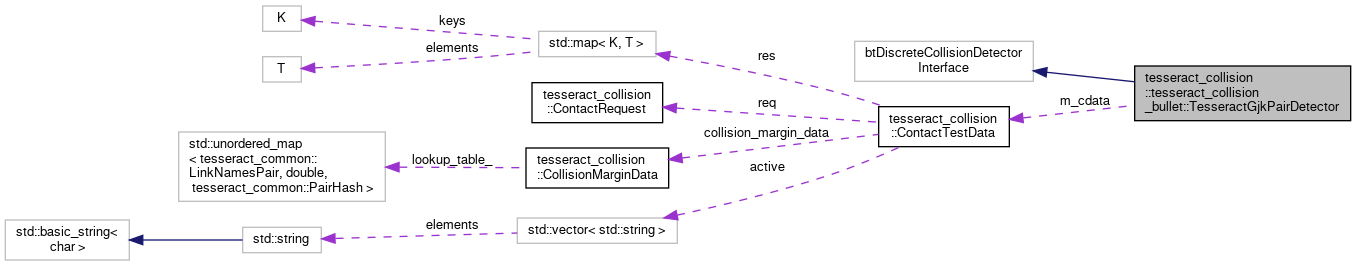 K
keys
T
elements
std::map< K, T >
res
btDiscreteCollisionDetector
Interface
tesseract_collision
::tesseract_collision
_bullet::TesseractGjkPairDetector
m_cdata
tesseract_collision
::ContactRequest
req
tesseract_collision
::ContactTestData
collision_margin_data
std::unordered_map
< tesseract_common::
LinkNamesPair, double,
tesseract_common::PairHash >
lookup_table_
tesseract_collision
::CollisionMarginData
active
std::basic_string<
char >
std::string
elements
std::vector< std::string >